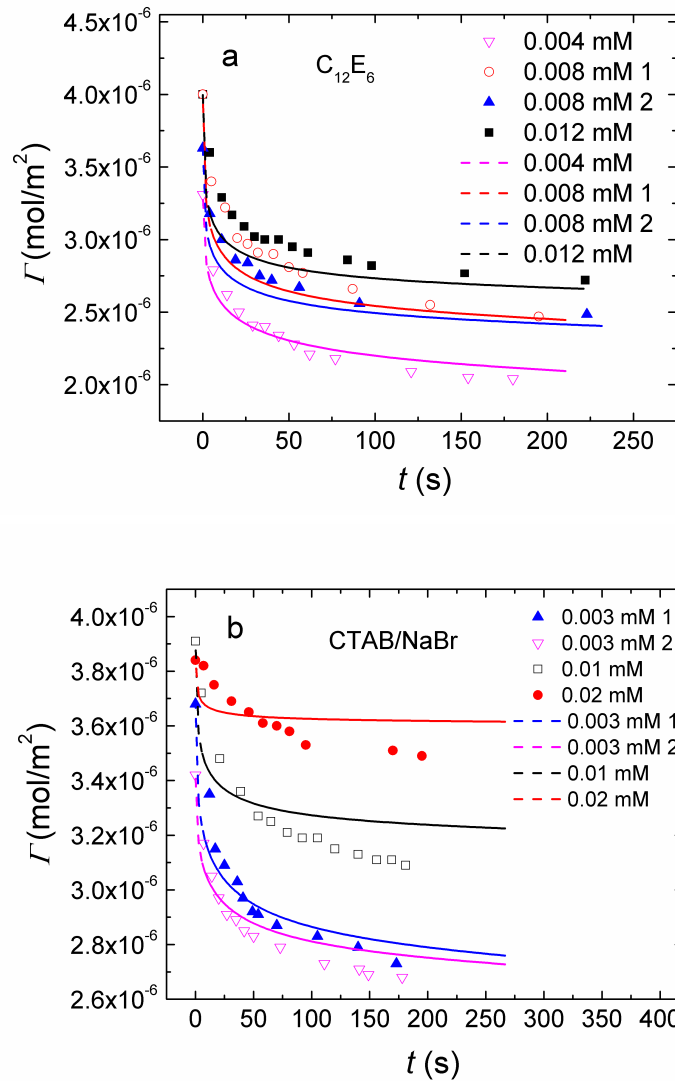 4.5x10⁻⁶
4.0x10⁻⁶
3.5x10⁻⁶
3.0x10⁻⁶
2.5x10⁻⁶
2.0x10⁻⁶
Γ (mol/m²)
a
C₁₂E₆
0.004 mM
0.008 mM 1
0.008 mM 2
0.012 mM
0.004 mM
0.008 mM 1
0.008 mM 2
0.012 mM
0 50 100 150 200 250
t (s)
4.0x10⁻⁶
3.8x10⁻⁶
3.6x10⁻⁶
3.4x10⁻⁶
3.2x10⁻⁶
3.0x10⁻⁶
2.8x10⁻⁶
2.6x10⁻⁶
Γ (mol/m²)
b
CTAB/NaBr
0.003 mM 1
0.003 mM 2
0.01 mM
0.02 mM
0.003 mM 1
0.003 mM 2
0.01 mM
0.02 mM
0 50 100 150 200 250 300 350
t (s)